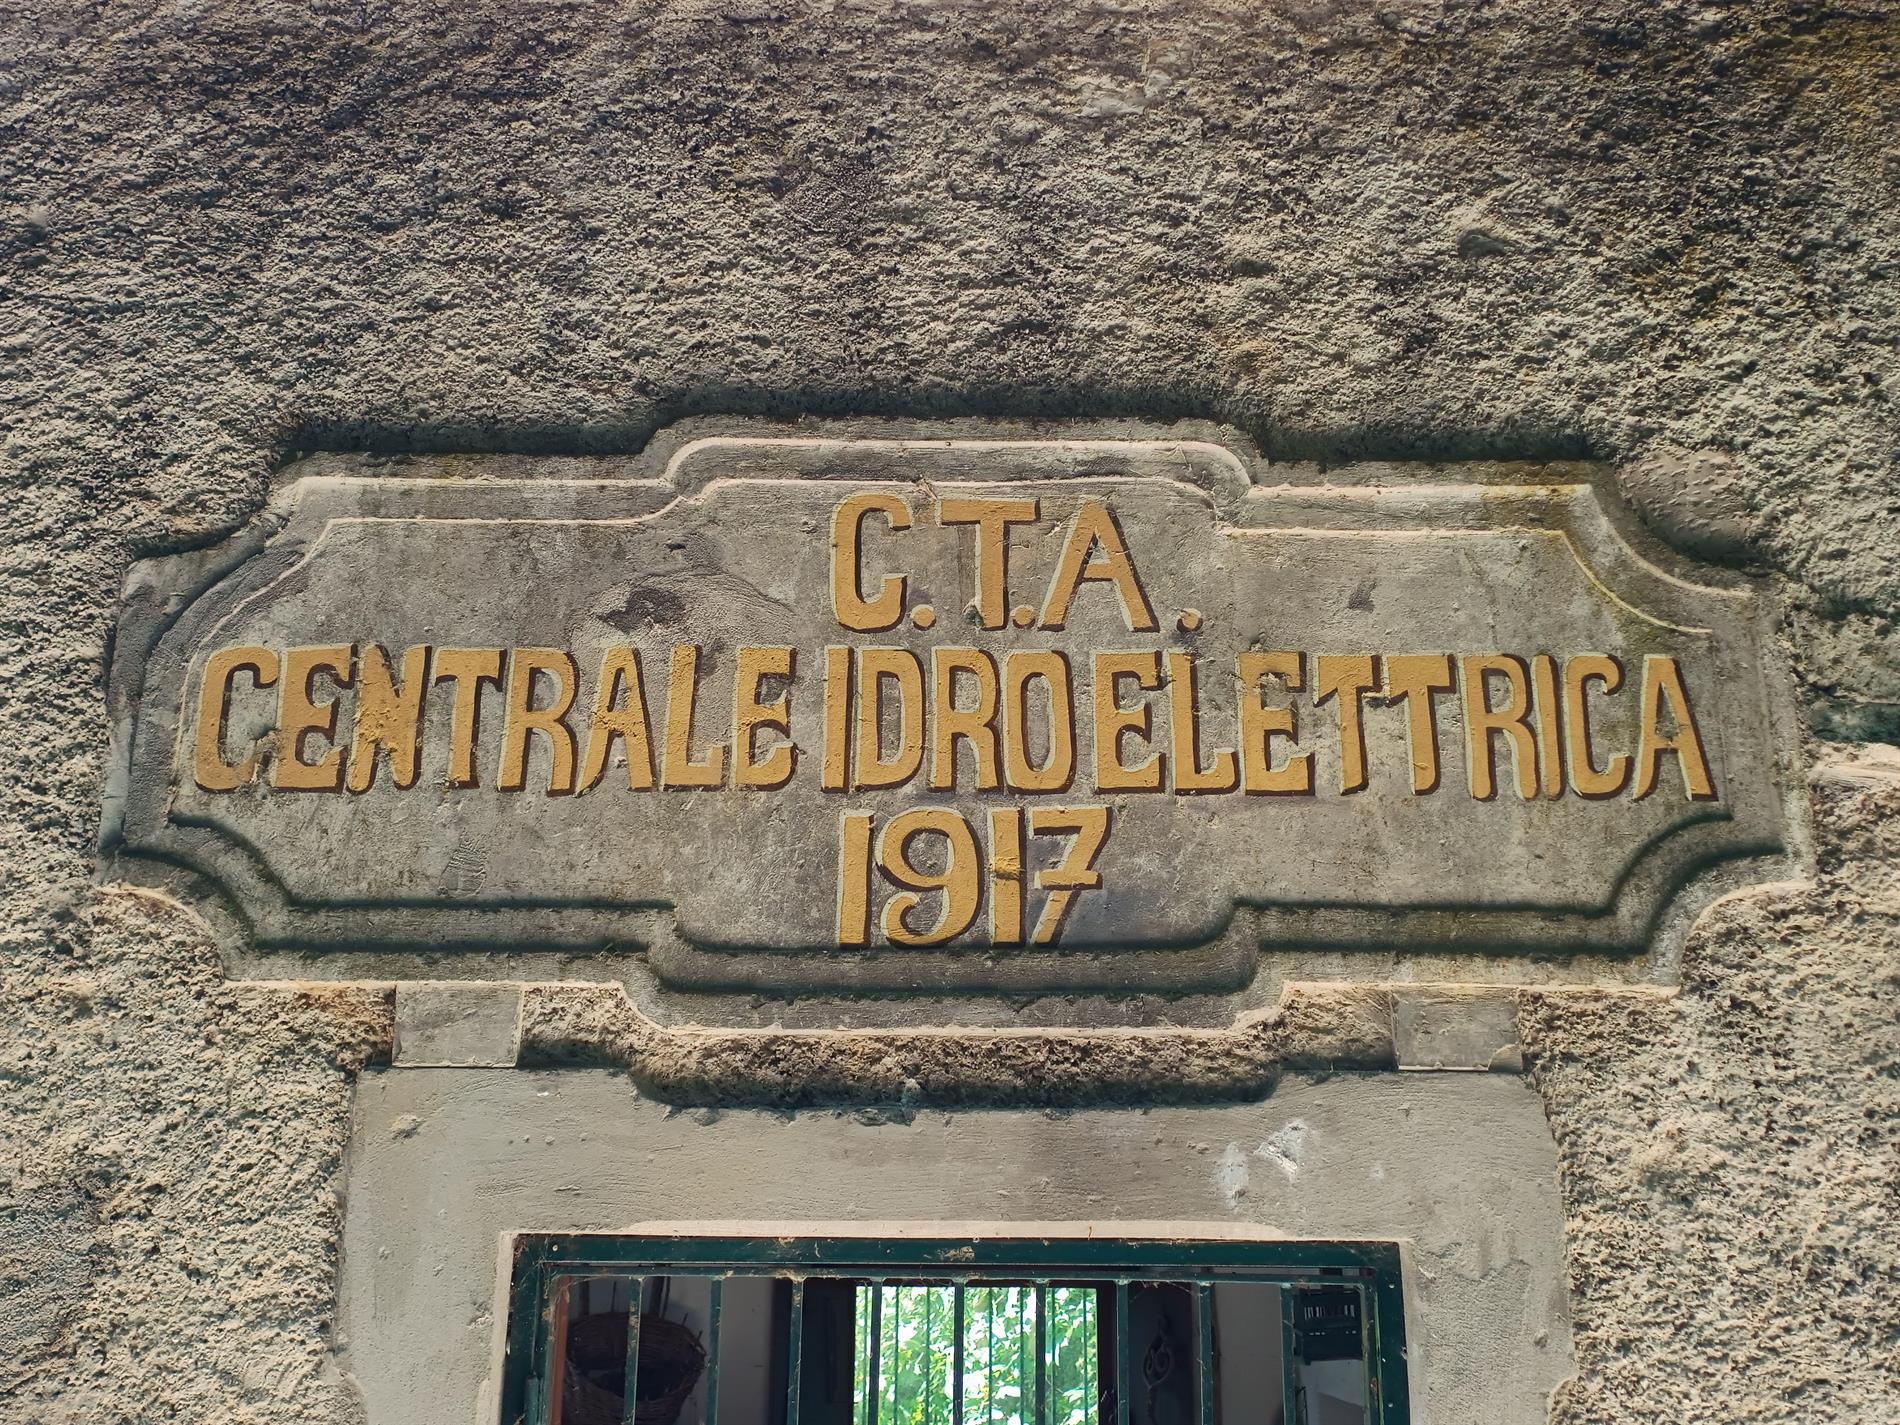 C.T.A.
CENTRALE IDROELETTRICA
1917